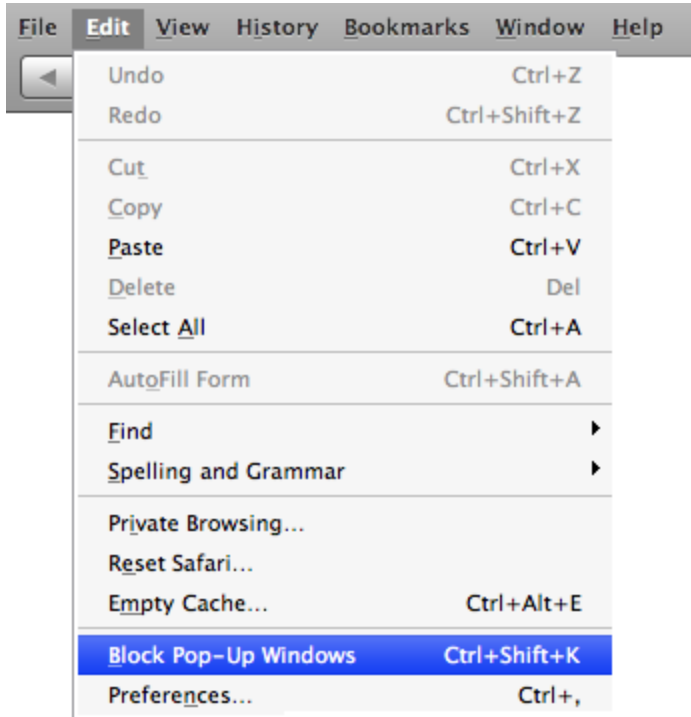 File Edit View History Bookmarks Window Help
Undo Ctrl+Z
Redo Ctrl+Shift+Z
Cut Ctrl+X
Copy Ctrl+C
Paste Ctrl+V
Delete Del
Select All Ctrl+A
AutoFill Form Ctrl+Shift+A
Find
Spelling and Grammar
Private Browsing...
Reset Safari...
Empty Cache... Ctrl+Alt+E
Block Pop-Up Windows Ctrl+Shift+K
Preferences... Ctrl+,